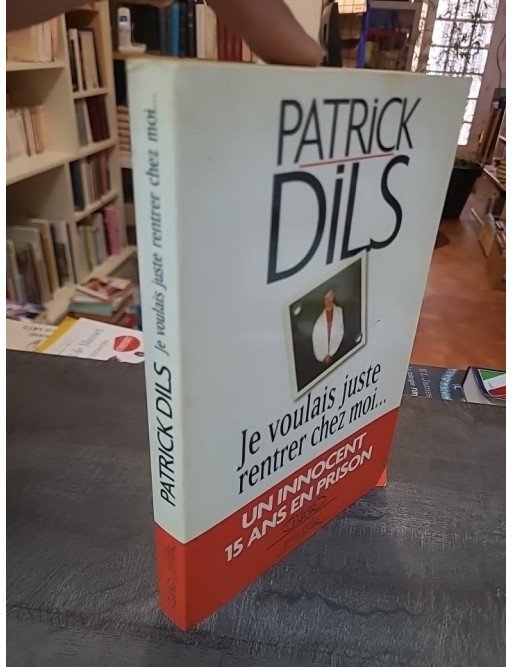 PATRiCK
DiLS
Je voulais juste
rentrer chez moi...
UN INNOCENT
15 ANS EN PRISON
PATRICK DILS Je voulais juste rentrer chez moi...